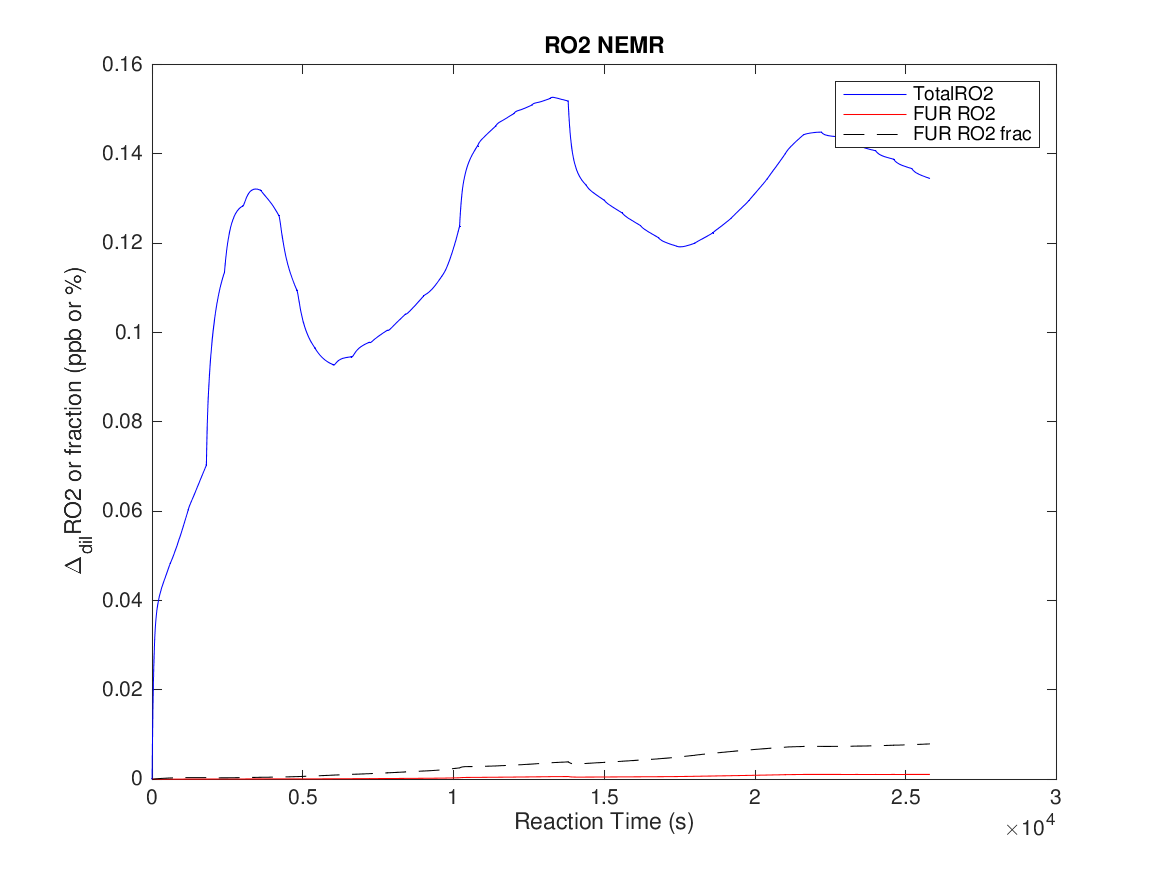 RO2 NEMR
0.16
0.14
0.12
0.1
0.08
0.06
0.04
0.02
0
Δdil RO2 or fraction (ppb or %)
TotalRO2
FUR RO2
FUR RO2 frac
0 0.5 1 1.5 2 2.5 3
Reaction Time (s)
×10^4